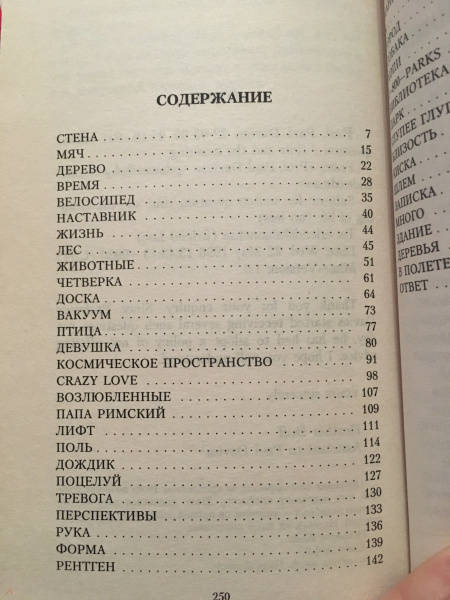 СОДЕРЖАНИЕ
СТЕНА 7
МЯЧ 15
ДЕРЕВО 22
ВРЕМЯ 28
ВЕЛОСИПЕД 35
НАСТАВНИК 40
ЖИЗНЬ 44
ЛЕС 45
ЖИВОТНЫЕ 51
ЧЕТВЕРКА 61
ДОСКА 64
ВАКУУМ 73
ПТИЦА 77
ДЕВУШКА 80
КОСМИЧЕСКОЕ ПРОСТРАНСТВО 91
CRAZY LOVE 98
ВОЗЛЮБЛЕННЫЕ 107
ПАПА РИМСКИЙ 109
ЛИФТ 111
ПОЛЬ 114
ДОЖДИК 122
ПОЦЕЛУЙ 127
ТРЕВОГА 130
ПЕРСПЕКТИВЫ 133
РУКА 136
ФОРМА 139
РЕНТГЕН 142
250
PARKS
БИБЛИОТЕКА
ЗАПИСКА
МНОГО
ЗДАНИЕ
ДЕРЕВЬЯ
В ПОЛЕТЕ
ОТВЕТ